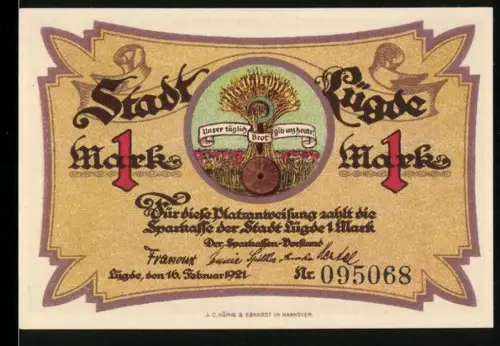 Stadt Lügde
Unser täglich Brot gib uns heute!
1 Mark 1 Mark
Für diese Platzanweisung zahlt die
Sparkasse der Stadt Lügde 1 Mark
Der Sparkassen-Vorstand
Lügde, den 16. Februar 1921 Nr. 095068
J.C. KÖNIG & EBHARDT IN HANNOVER.